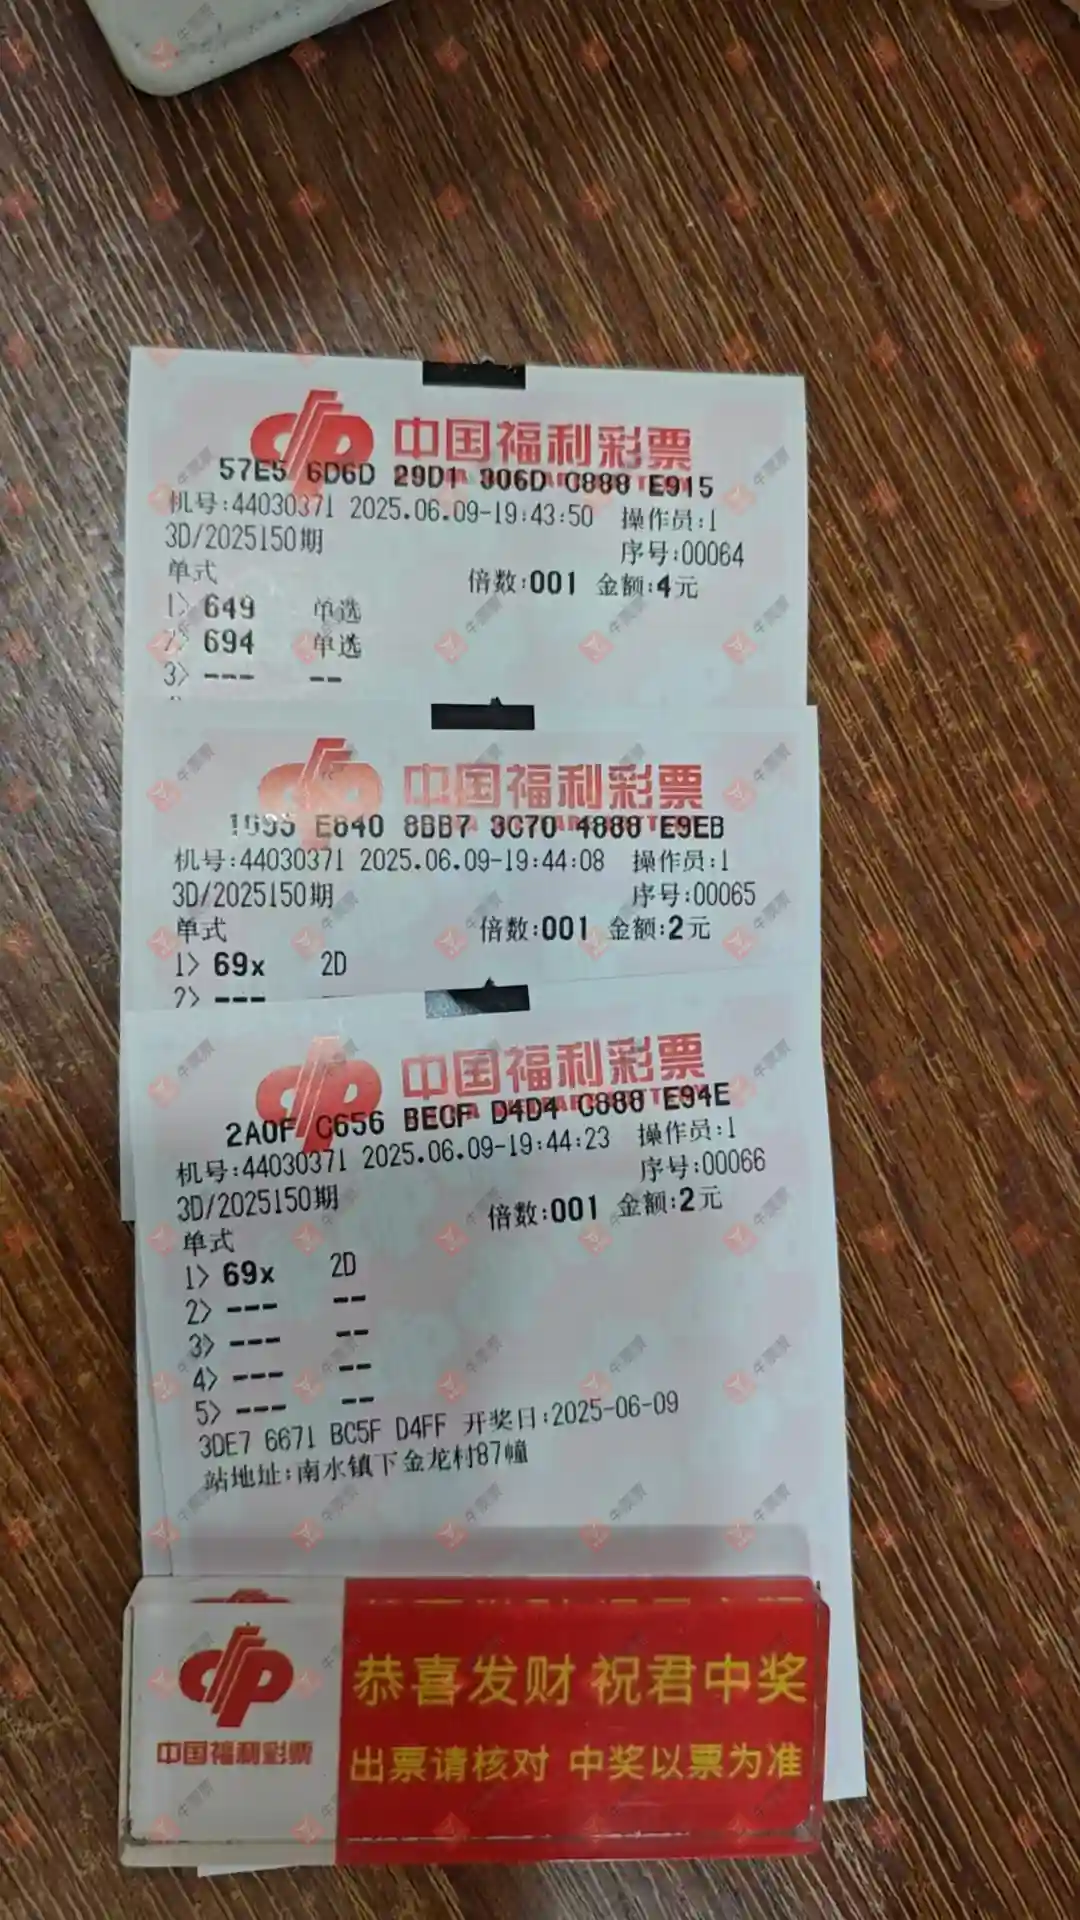 中国福利彩票
57E5 6D6D 29D1 306D C888 E915
机号:44030371 2025.06.09-19:43:50 操作员:1
3D/2025150期 序号:00064
单式 倍数:001 金额:4元
1> 649 单选
2> 694 单选
3> --- --
中国福利彩票
E840 8BB7 3C70 4888 E9EB
机号:44030371 2025.06.09-19:44:08 操作员:1
3D/2025150期 序号:00065
单式 倍数:001 金额:2元
1> 69x 2D
2> ---
中国福利彩票
2A0F C656 BECF D4D4 C888 E94E
机号:44030371 2025.06.09-19:44:23 操作员:1
3D/2025150期 序号:00066
单式 倍数:001 金额:2元
1> 69x 2D
2> --- --
3> --- --
4> --- --
5> --- --
3DE7 6671 BC5F D4FF 开奖日:2025-06-09
站地址:南水镇下金龙村87幢
恭喜发财 祝君中奖
中国福利彩票
出票请核对 中奖以票为准